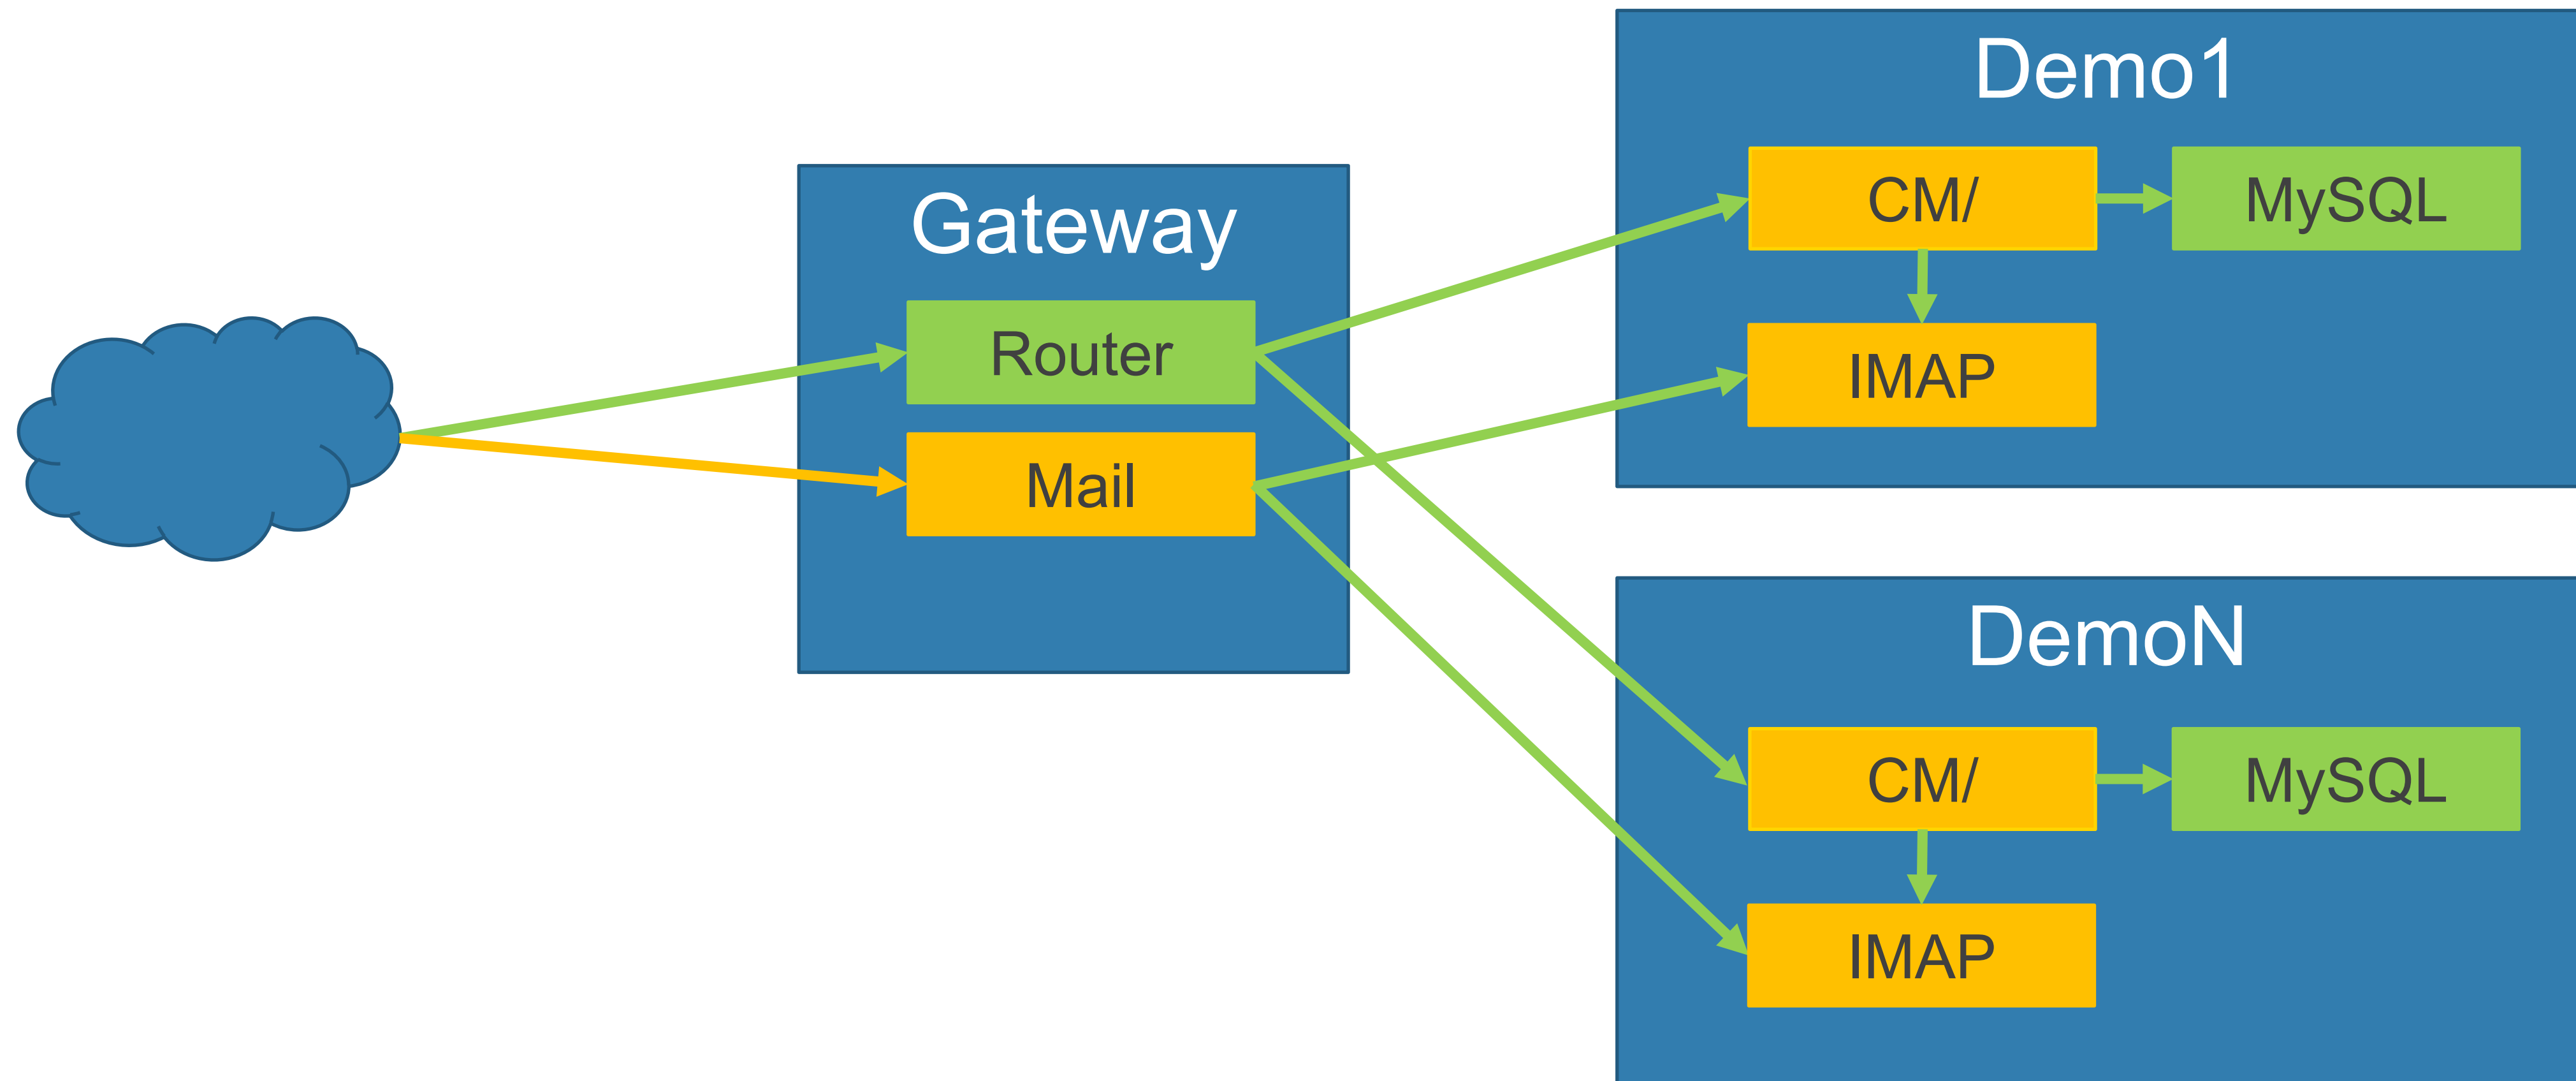 Gateway
Router
Mail
Demo1
CM/
MySQL
IMAP
DemoN
CM/
MySQL
IMAP